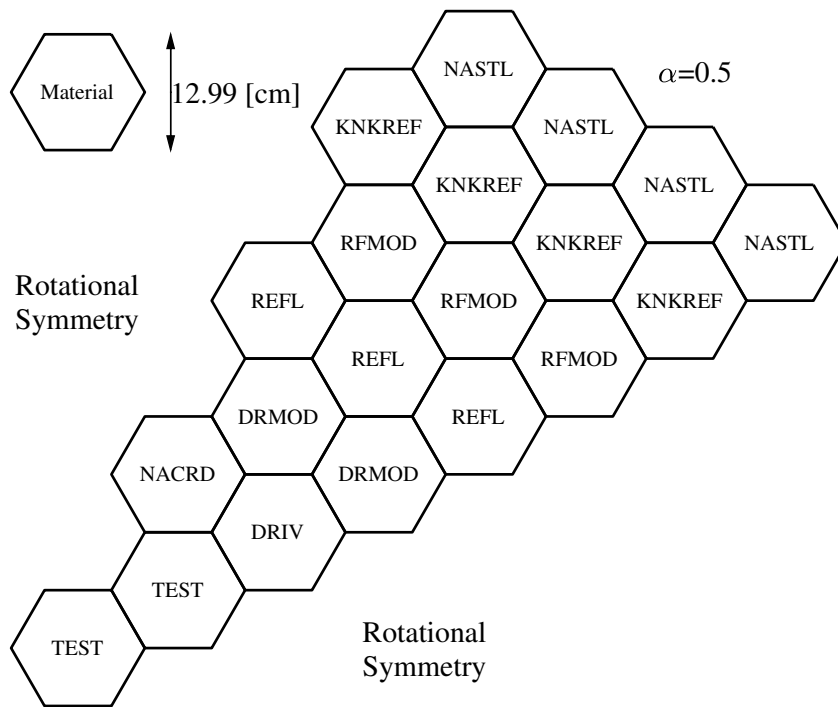 NASTL
α=0.5
Material
12.99 [cm]
KNKREF
NASTL
KNKREF
NASTL
RFMOD
KNKREF
NASTL
Rotational
Symmetry
REFL
RFMOD
KNKREF
REFL
RFMOD
DRMOD
REFL
NACRD
DRMOD
DRIV
TEST
TEST
Rotational
Symmetry